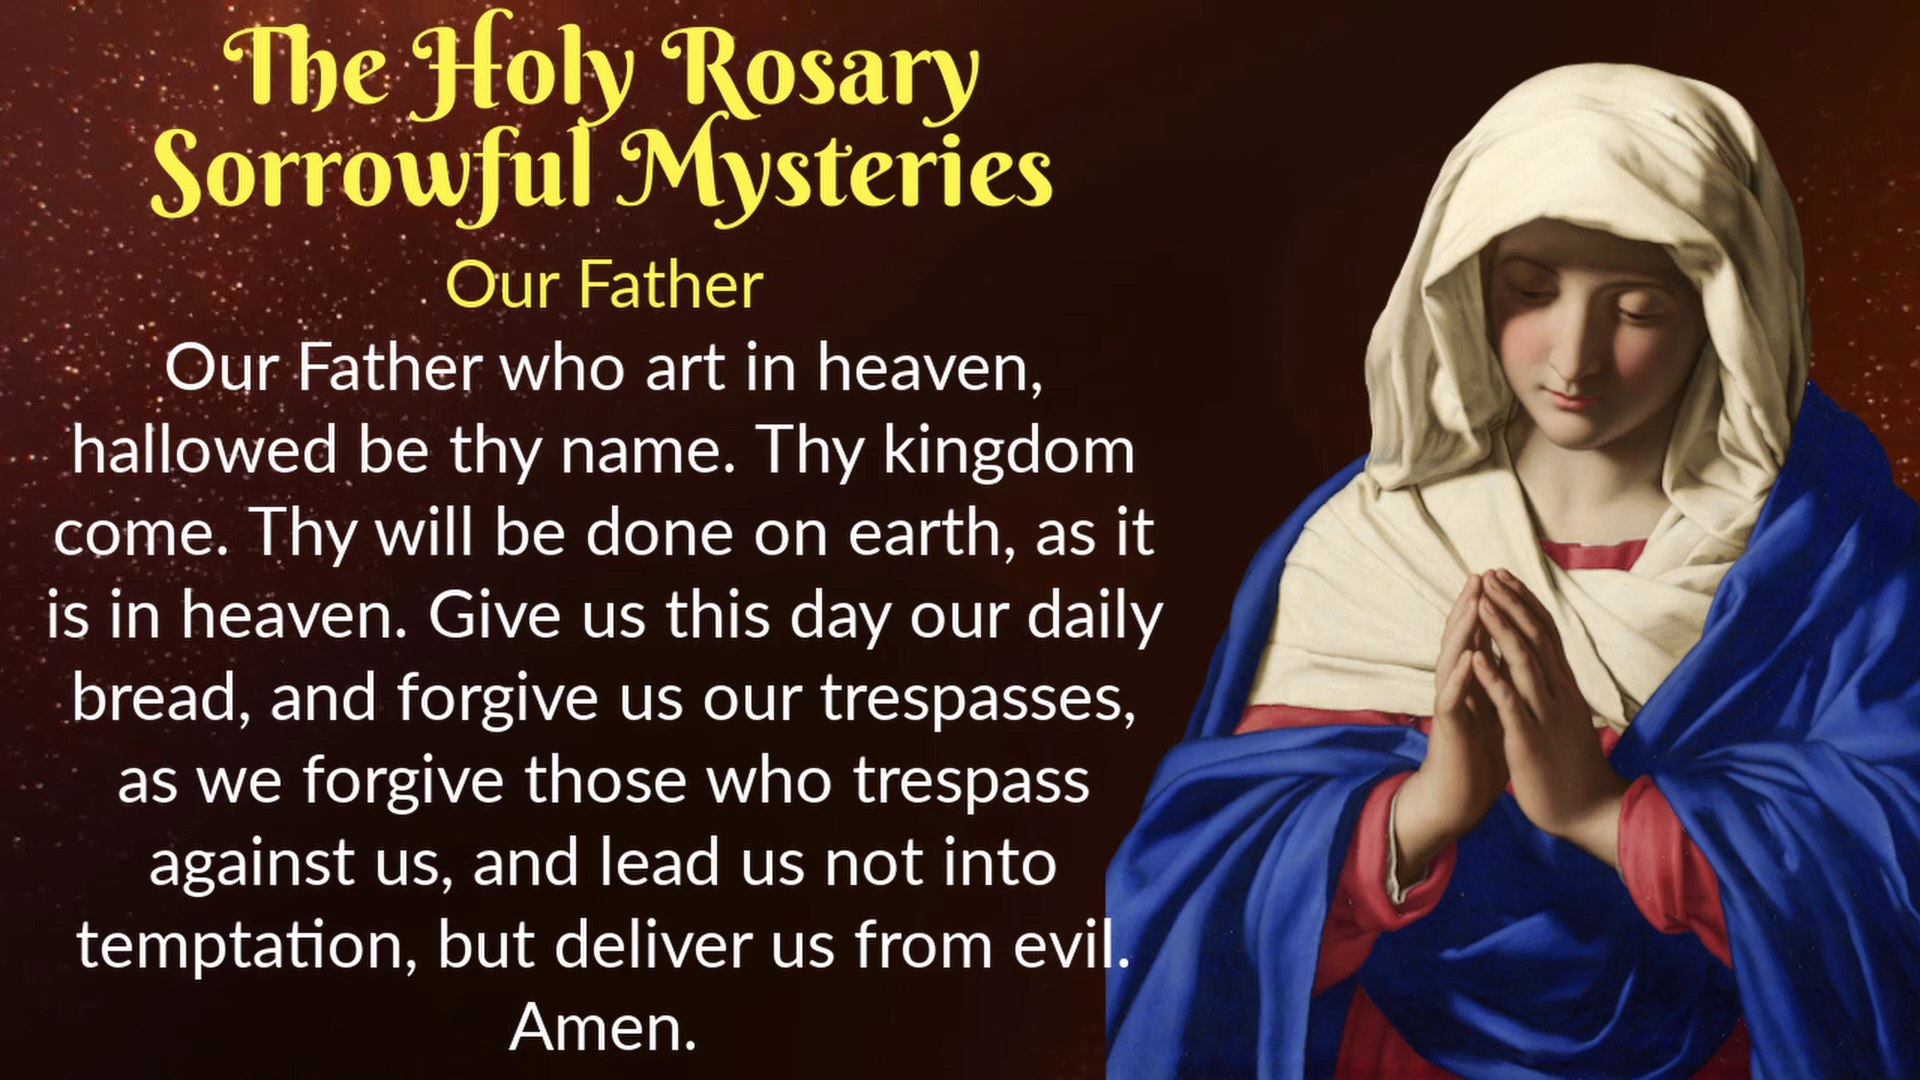 The Holy Rosary
Sorrowful Mysteries
Our Father
Our Father who art in heaven,
hallowed be thy name. Thy kingdom
come. Thy will be done on earth, as it
is in heaven. Give us this day our daily
bread, and forgive us our trespasses,
as we forgive those who trespass
against us, and lead us not into
temptation, but deliver us from evil.
Amen.